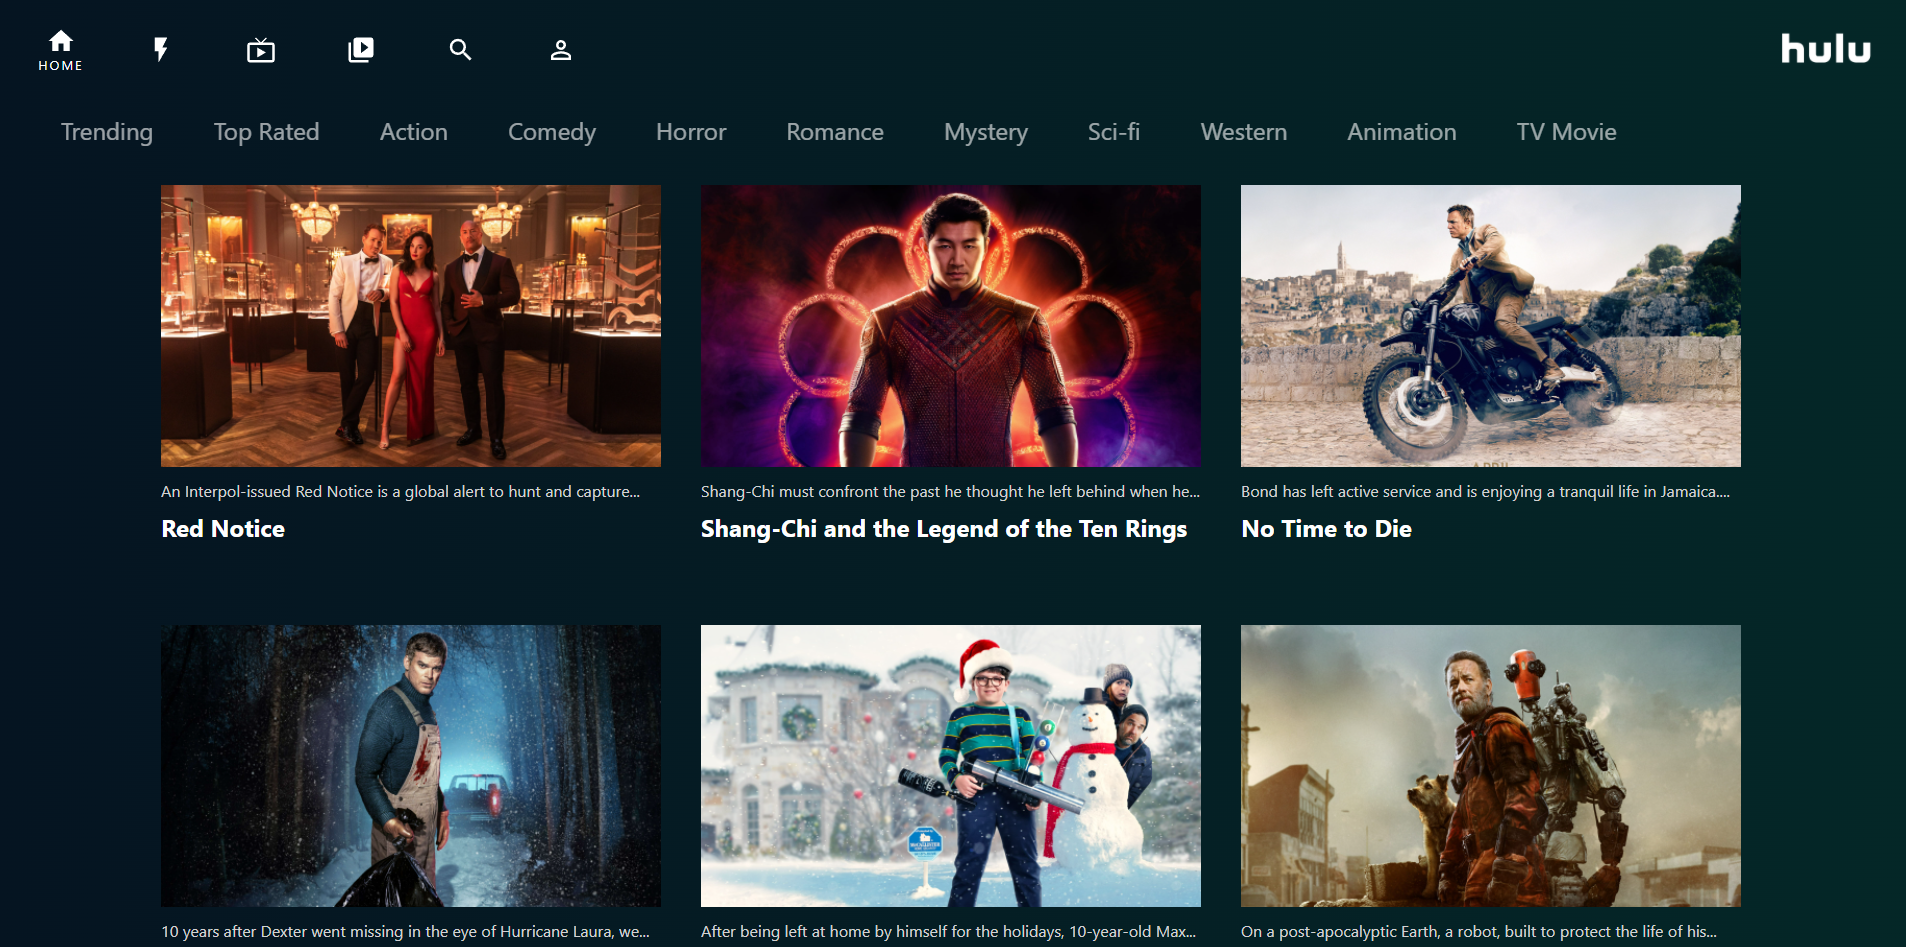 HOME
hulu
Trending
Top Rated
Action
Comedy
Horror
Romance
Mystery
Sci-fi
Western
Animation
TV Movie
An Interpol-issued Red Notice is a global alert to hunt and capture...
Red Notice
Shang-Chi must confront the past he thought he left behind when he...
Shang-Chi and the Legend of the Ten Rings
Bond has left active service and is enjoying a tranquil life in Jamaica....
No Time to Die
10 years after Dexter went missing in the eye of Hurricane Laura, we...
After being left at home by himself for the holidays, 10-year-old Max...
On a post-apocalyptic Earth, a robot, built to protect the life of his...